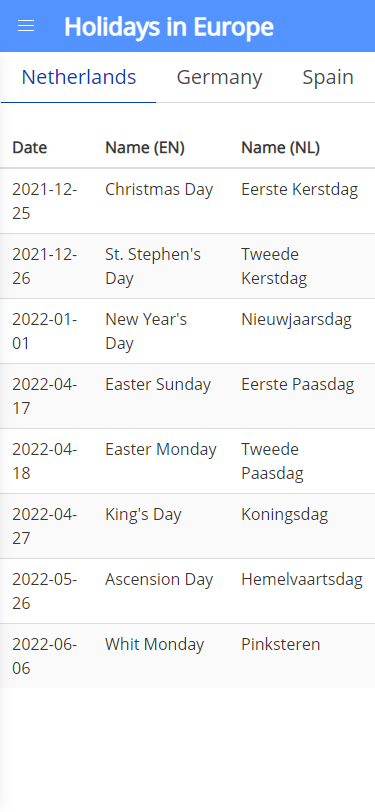 Holidays in Europe
Netherlands Germany Spain
Date Name (EN) Name (NL)
2021-12- Christmas Day Eerste Kerstdag
25
2021-12- St. Stephen's Tweede
26 Day Kerstdag
2022-01- New Year's Nieuwjaarsdag
01 Day
2022-04- Easter Sunday Eerste Paasdag
17
2022-04- Easter Monday Tweede
18 Paasdag
2022-04- King's Day Koningsdag
27
2022-05- Ascension Day Hemelvaartsdag
26
2022-06- Whit Monday Pinksteren
06